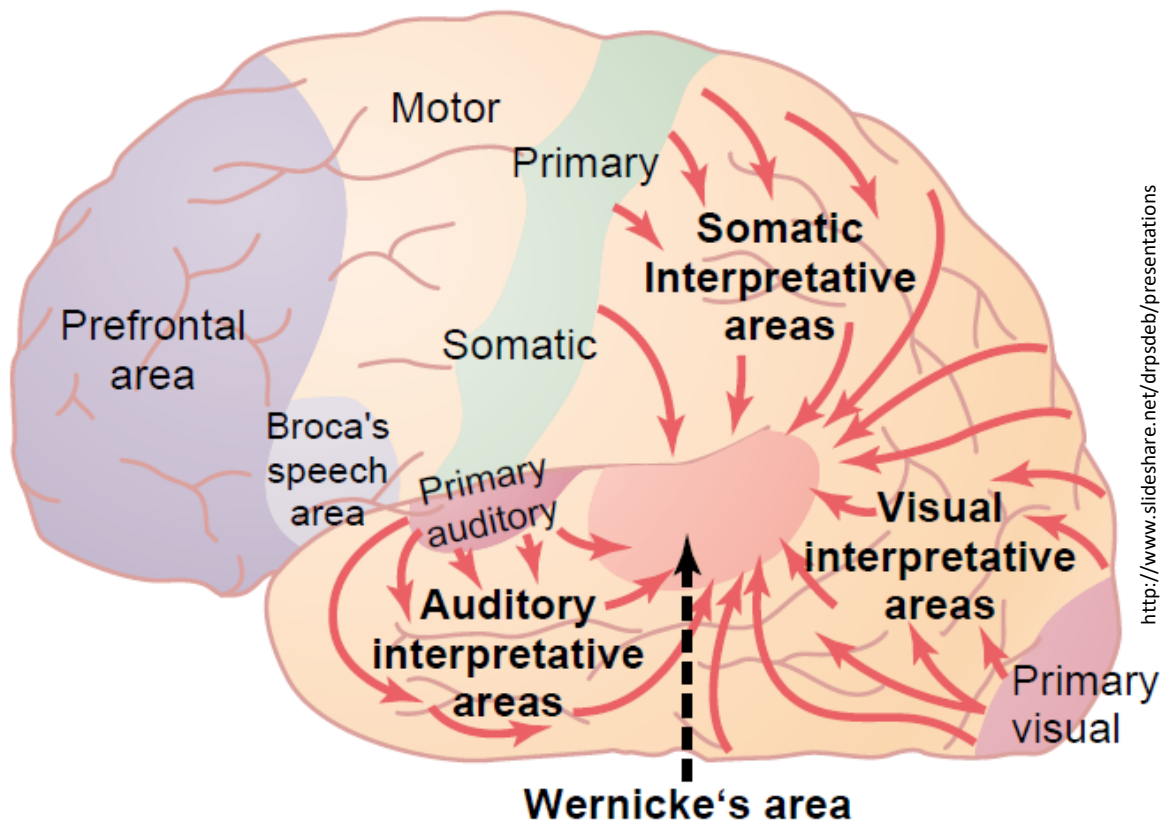 Motor
Primary
Somatic
Interpretative
areas
Prefrontal
area
Somatic
Broca's
speech
area
Primary
auditory
Visual
interpretative
areas
Auditory
interpretative
areas
Primary
visual
Wernicke‘s area
http://www.slideshare.net/drpsdeb/presentations